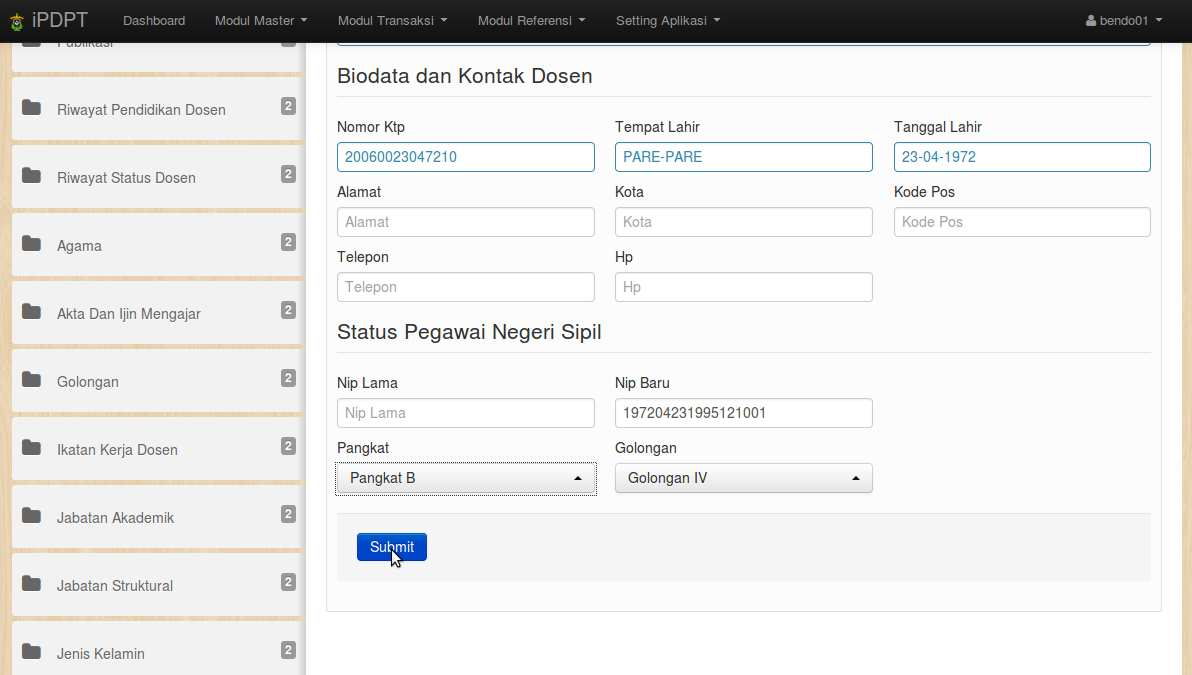 iPDPT Dashboard Modul Master Modul Transaksi Modul Referensi Setting Aplikasi bendo01
Publikasi
Riwayat Pendidikan Dosen 2
Riwayat Status Dosen 2
Agama 2
Akta Dan Ijin Mengajar 2
Golongan 2
Ikatan Kerja Dosen 2
Jabatan Akademik 2
Jabatan Struktural 2
Jenis Kelamin 2
Biodata dan Kontak Dosen
Nomor Ktp Tempat Lahir Tanggal Lahir
20060023047210 PARE-PARE 23-04-1972
Alamat Kota Kode Pos
Alamat Kota Kode Pos
Telepon Hp
Telepon Hp
Status Pegawai Negeri Sipil
Nip Lama Nip Baru
Nip Lama 197204231995121001
Pangkat Golongan
Pangkat B Golongan IV
Submit